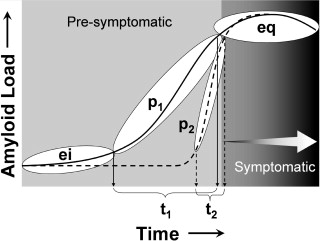 Pre-symptomatic
eq
p1
p2
ei
Symptomatic
t1
t2
Time
Amyloid Load